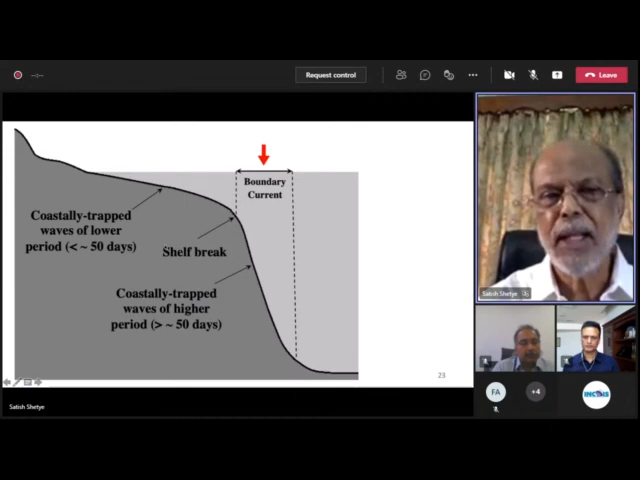 --:--
Request control
Leave
Boundary
Current
Coastally-trapped
waves of lower
period (< ~ 50 days)
Shelf break
Coastally-trapped
waves of higher
period (> ~ 50 days)
23
Satish Shetye
Satish Shetye
FA
+4
INCOIS